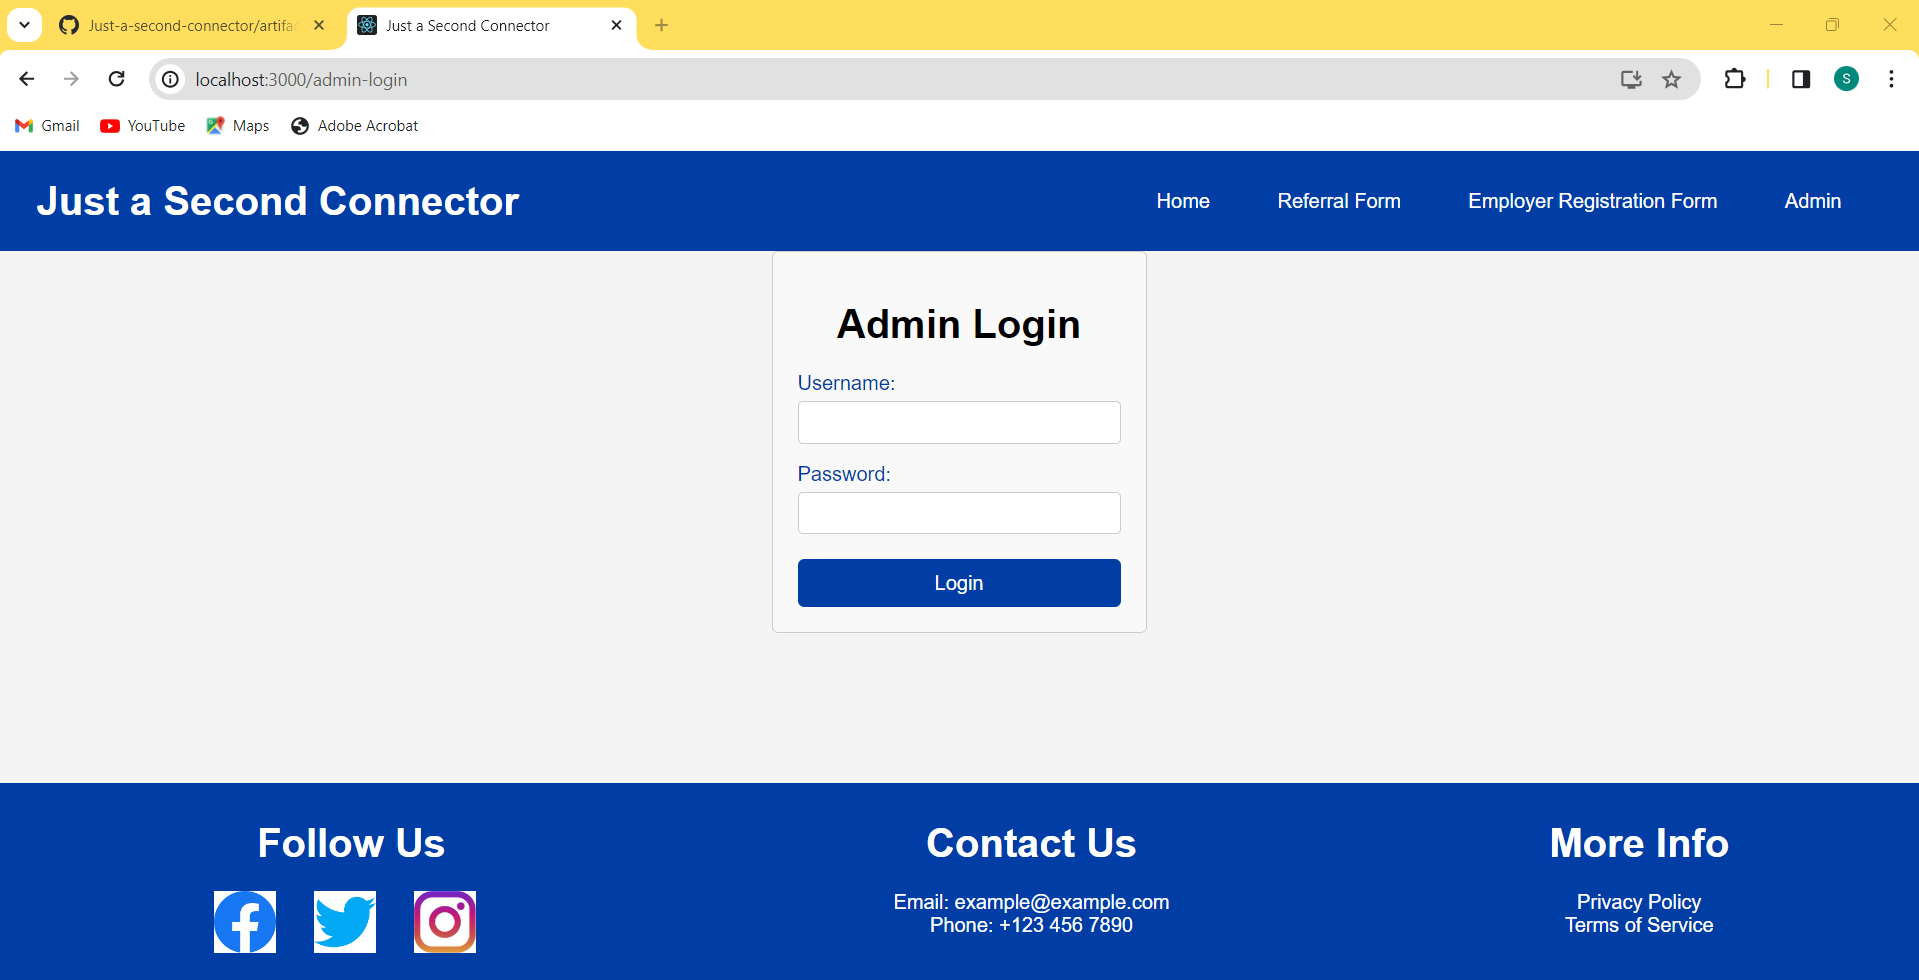 Just-a-second-connector/artifac
Just a Second Connector
localhost:3000/admin-login
S
Gmail
YouTube
Maps
Adobe Acrobat
Just a Second Connector
Home
Referral Form
Employer Registration Form
Admin
Admin Login
Username:
Password:
Login
Follow Us
Contact Us
Email: example@example.com
Phone: +123 456 7890
More Info
Privacy Policy
Terms of Service